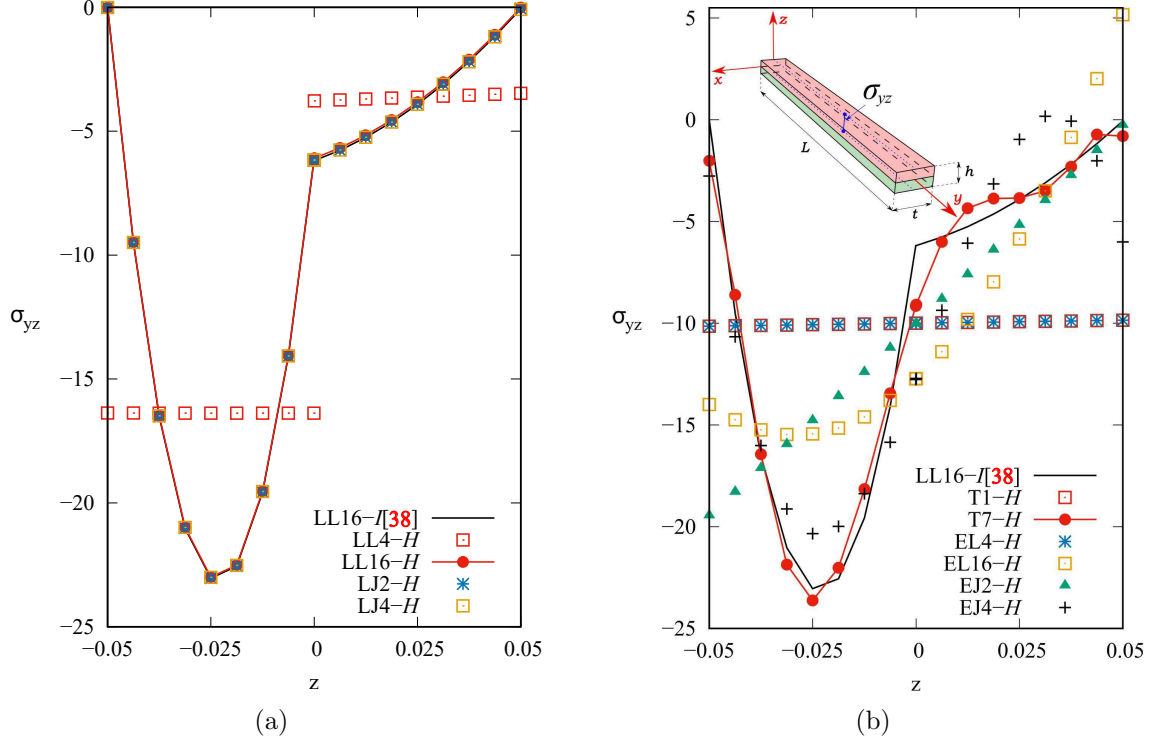 0
−5
−10
−15
−20
−25
σyz
−0.05
−0.025
0
0.025
0.05
z
LL16−I[38]
LL4−H
LL16−H
LJ2−H
LJ4−H
(a)
5
0
−5
−10
−15
−20
−25
σyz
−0.05
−0.025
0
0.025
0.05
z
z
x
σyz
L
h
t
y
LL16−I[38]
T1−H
T7−H
EL4−H
EL16−H
EJ2−H
EJ4−H
(b)